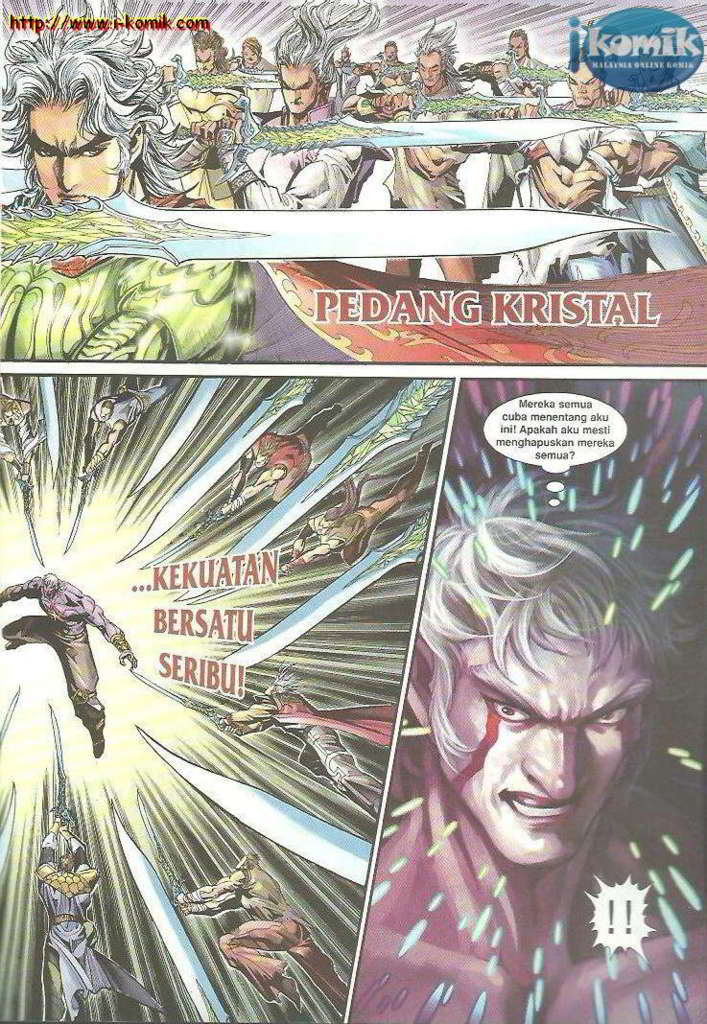 http://www.i-komik.com
ikomik
MALAYSIA ONLINE KOMIK
PEDANG KRISTAL
...KEKUATAN
BERSATU
SERIBU!
Mereka semua
cuba menentang aku
ini! Apakah aku mesti
menghapuskan mereka
semua?
!!